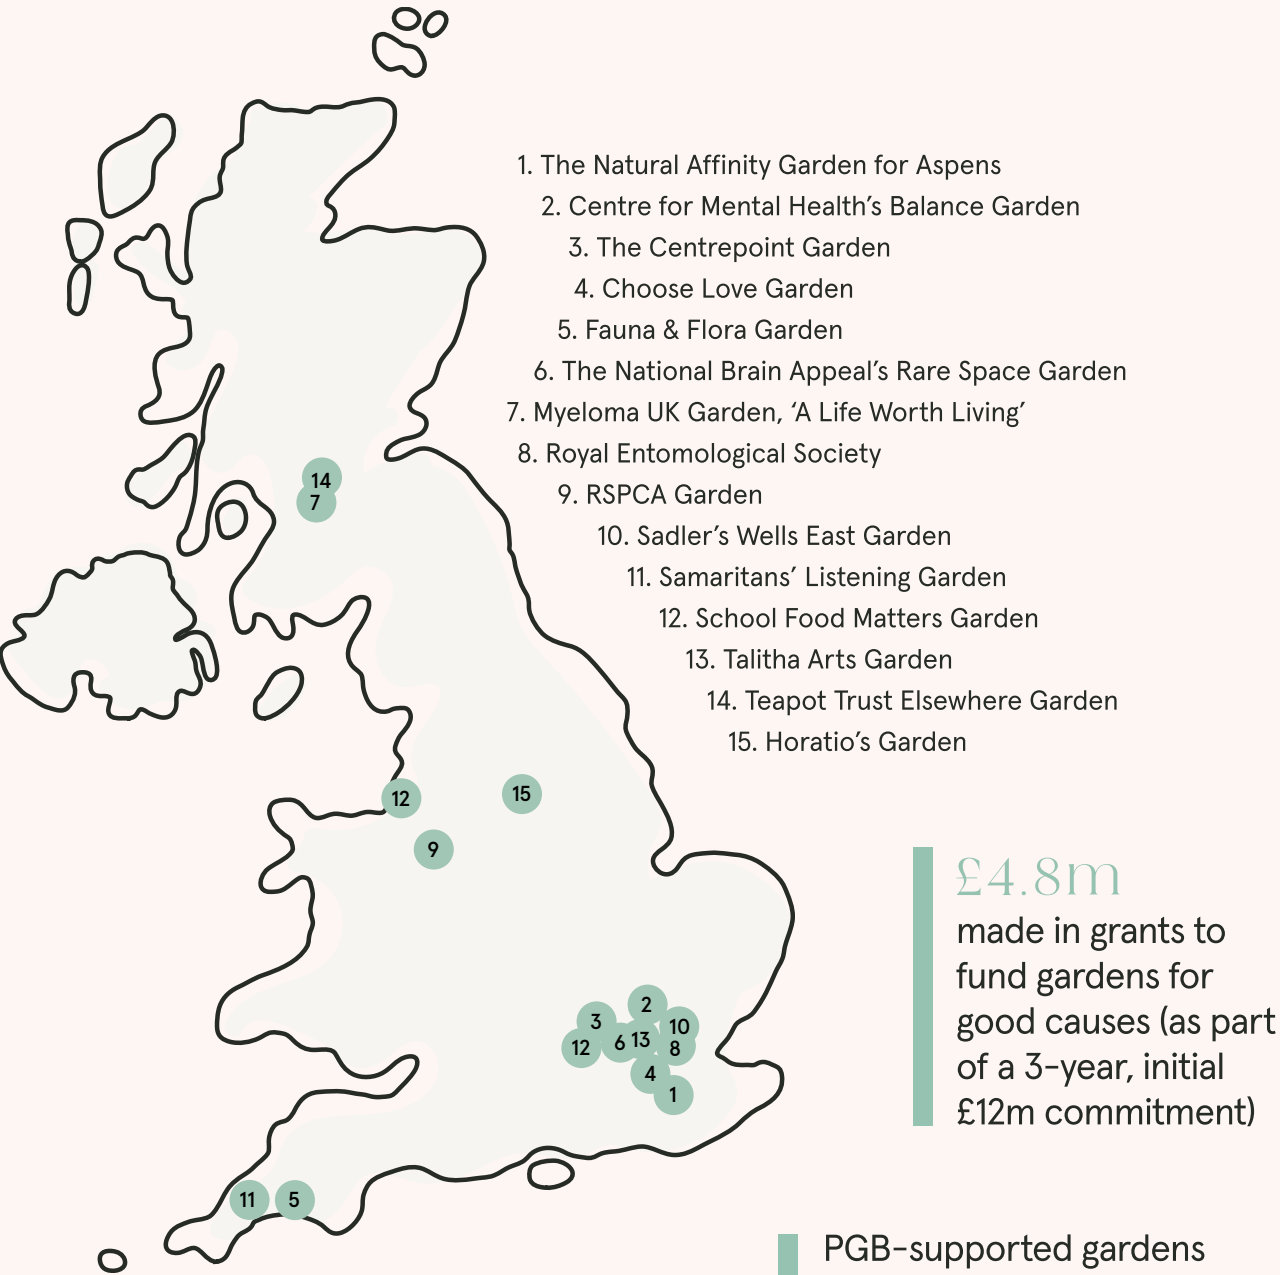 1. The Natural Affinity Garden for Aspens
2. Centre for Mental Health’s Balance Garden
3. The Centrepoint Garden
4. Choose Love Garden
5. Fauna & Flora Garden
6. The National Brain Appeal’s Rare Space Garden
7. Myeloma UK Garden, ‘A Life Worth Living’
8. Royal Entomological Society
9. RSPCA Garden
10. Sadler’s Wells East Garden
11. Samaritans’ Listening Garden
12. School Food Matters Garden
13. Talitha Arts Garden
14. Teapot Trust Elsewhere Garden
15. Horatio’s Garden
14
7
12
15
9
2
3
10
12
6
13
8
4
1
11
5
£4.8m
made in grants to
fund gardens for
good causes (as part
of a 3-year, initial
£12m commitment)
PGB-supported gardens